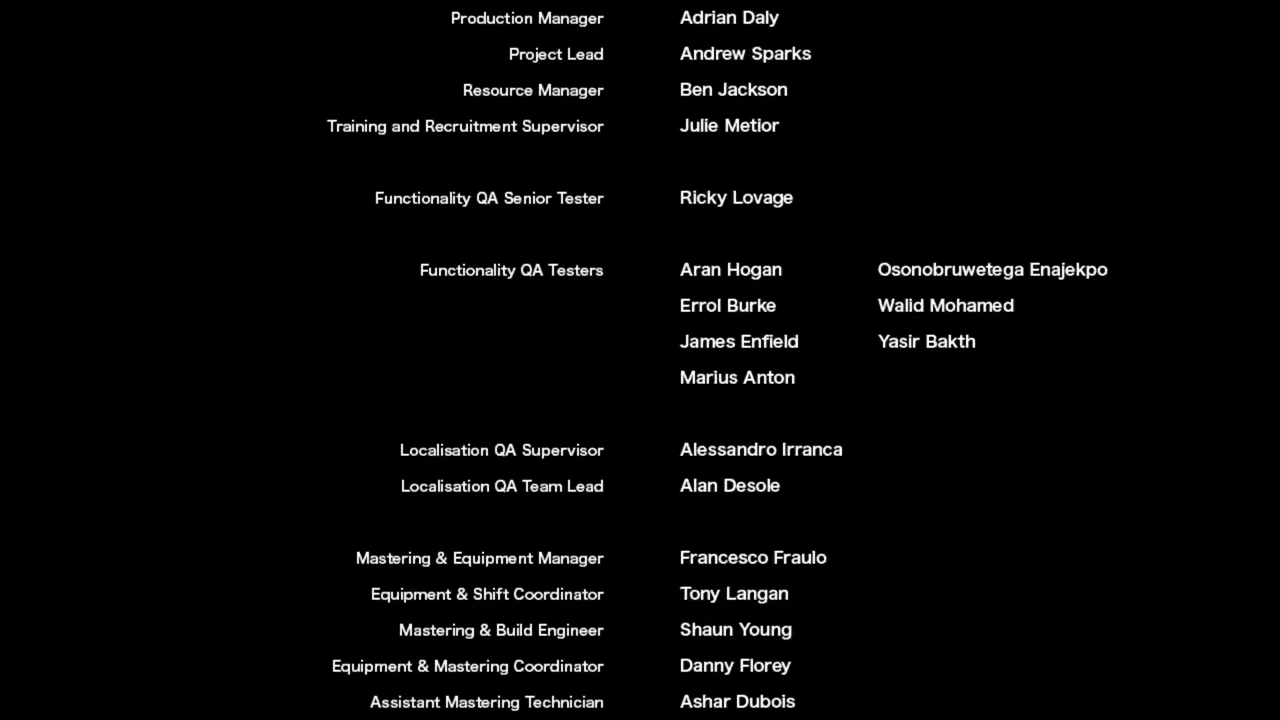 Production Manager Adrian Daly
Project Lead Andrew Sparks
Resource Manager Ben Jackson
Training and Recruitment Supervisor Julie Metior
Functionality QA Senior Tester Ricky Lovage
Functionality QA Testers Aran Hogan Osonobruwetega Enajekpo
Errol Burke Walid Mohamed
James Enfield Yasir Bakth
Marius Anton
Localisation QA Supervisor Alessandro Irranca
Localisation QA Team Lead Alan Desole
Mastering & Equipment Manager Francesco Fraulo
Equipment & Shift Coordinator Tony Langan
Mastering & Build Engineer Shaun Young
Equipment & Mastering Coordinator Danny Florey
Assistant Mastering Technician Ashar Dubois